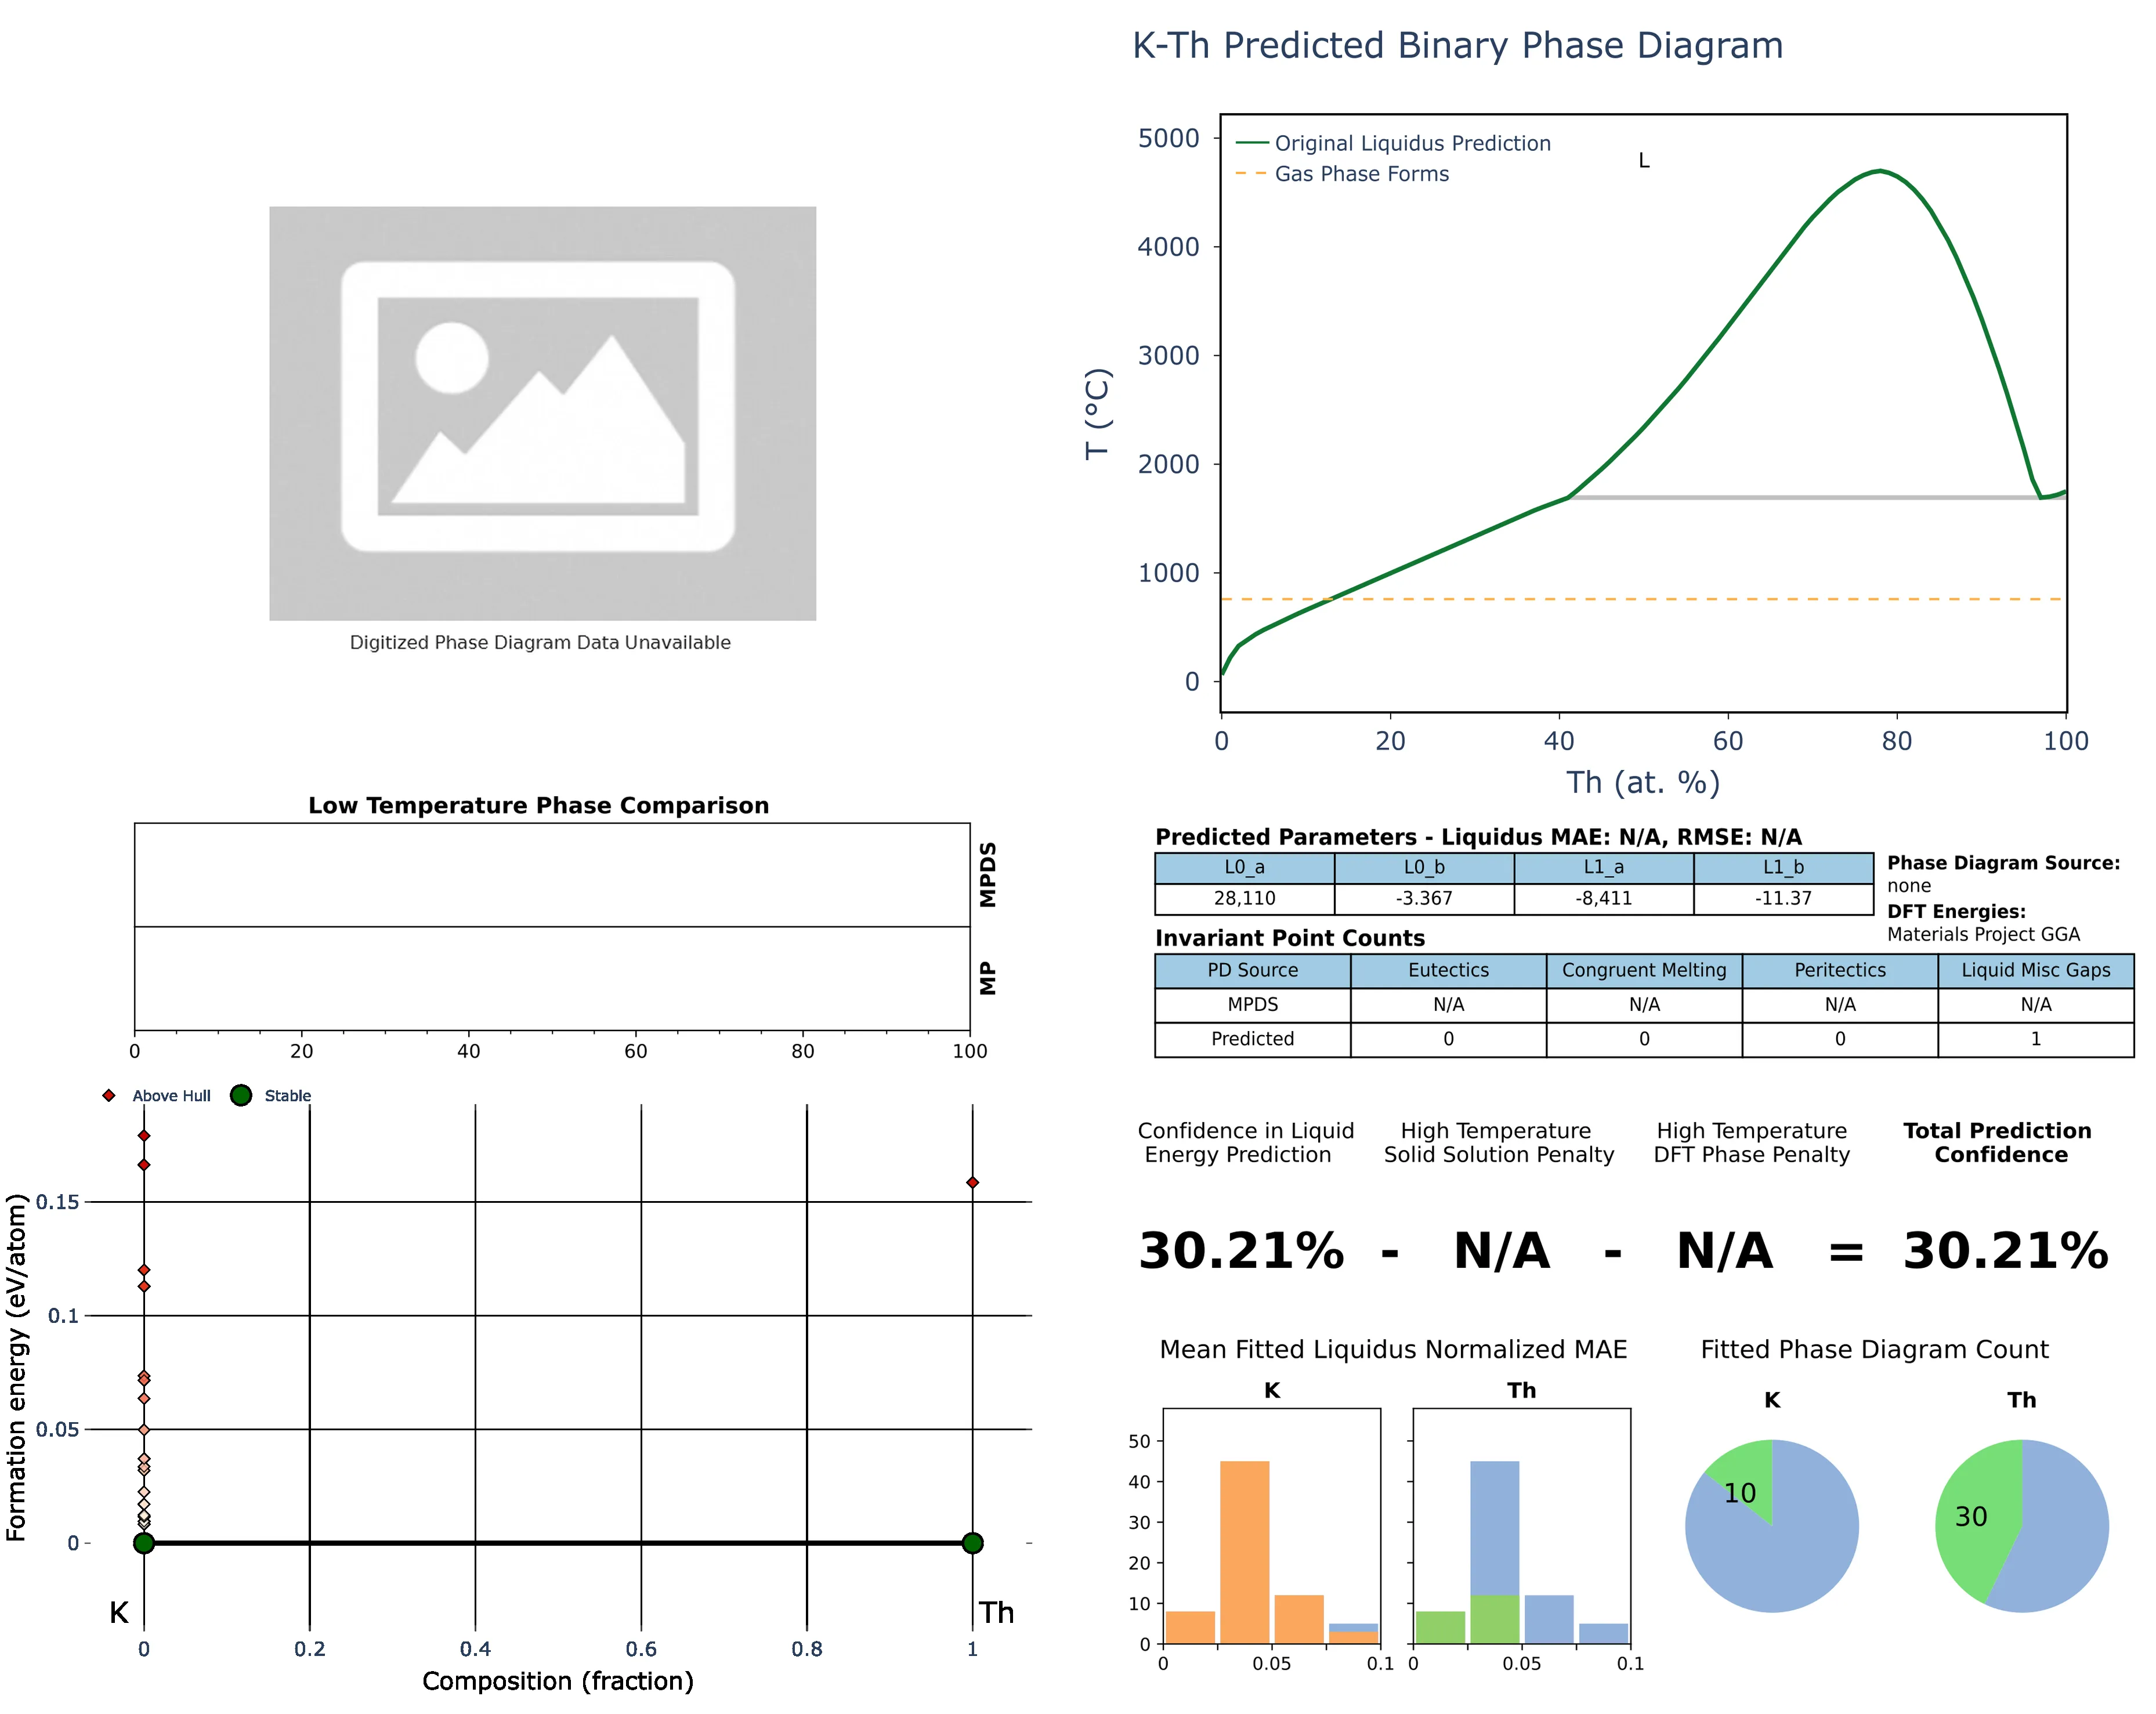 K-Th Predicted Binary Phase Diagram
Original Liquidus Prediction
Gas Phase Forms
L
5000
4000
3000
2000
1000
0
T (°C)
0 20 40 60 80 100
Th (at. %)
Digitized Phase Diagram Data Unavailable
Low Temperature Phase Comparison
MPDS
MP
0 20 40 60 80 100
Predicted Parameters - Liquidus MAE: N/A, RMSE: N/A
L0_a L0_b L1_a L1_b
28,110 -3.367 -8,411 -11.37
Phase Diagram Source:
none
DFT Energies:
Materials Project GGA
Invariant Point Counts
PD Source Eutectics Congruent Melting Peritectics Liquid Misc Gaps
MPDS N/A N/A N/A N/A
Predicted 0 0 0 1
Above Hull Stable
Formation energy (eV/atom)
0.15
0.1
0.05
0
K Th
0 0.2 0.4 0.6 0.8 1
Composition (fraction)
Confidence in Liquid
Energy Prediction
High Temperature
Solid Solution Penalty
High Temperature
DFT Phase Penalty
Total Prediction
Confidence
30.21% - N/A - N/A = 30.21%
Mean Fitted Liquidus Normalized MAE
K Th
50
40
30
20
10
0
0 0.05 0.1 0 0.05 0.1
Fitted Phase Diagram Count
K Th
10 30